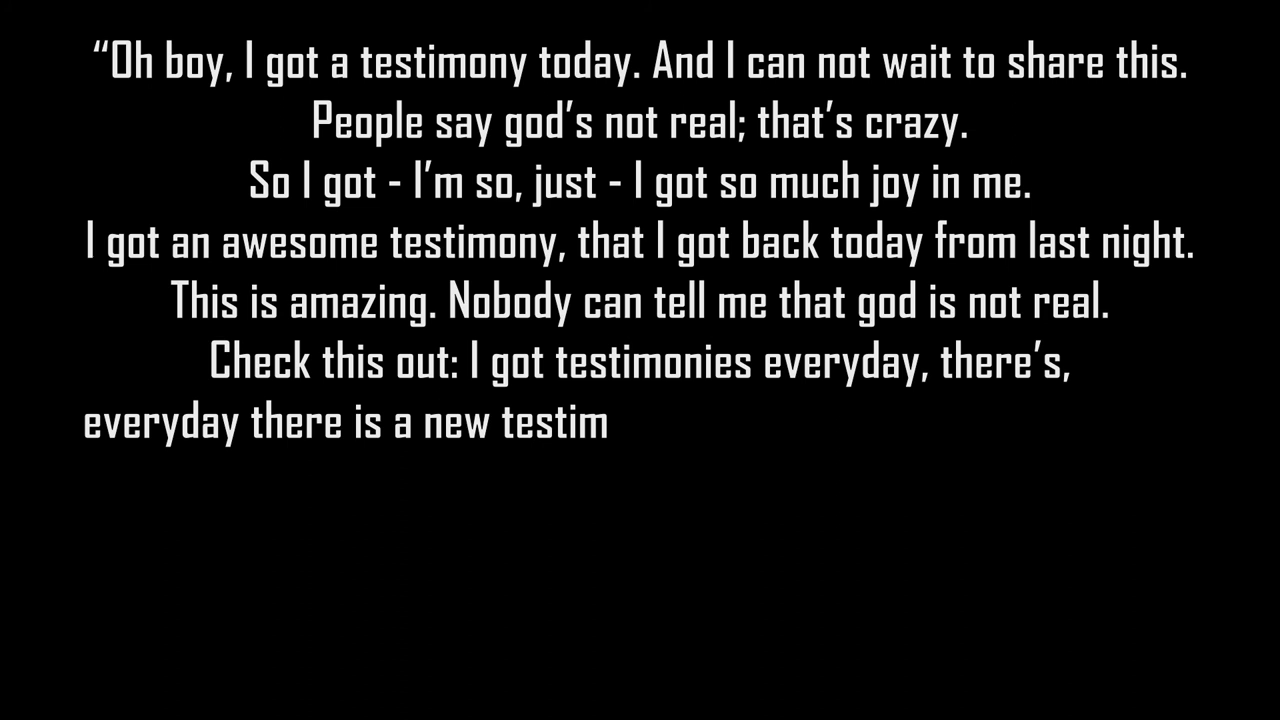 “Oh boy, I got a testimony today. And I can not wait to share this.
People say god’s not real; that’s crazy.
So I got - I’m so, just - I got so much joy in me.
I got an awesome testimony, that I got back today from last night.
This is amazing. Nobody can tell me that god is not real.
Check this out: I got testimonies everyday, there’s,
everyday there is a new testim